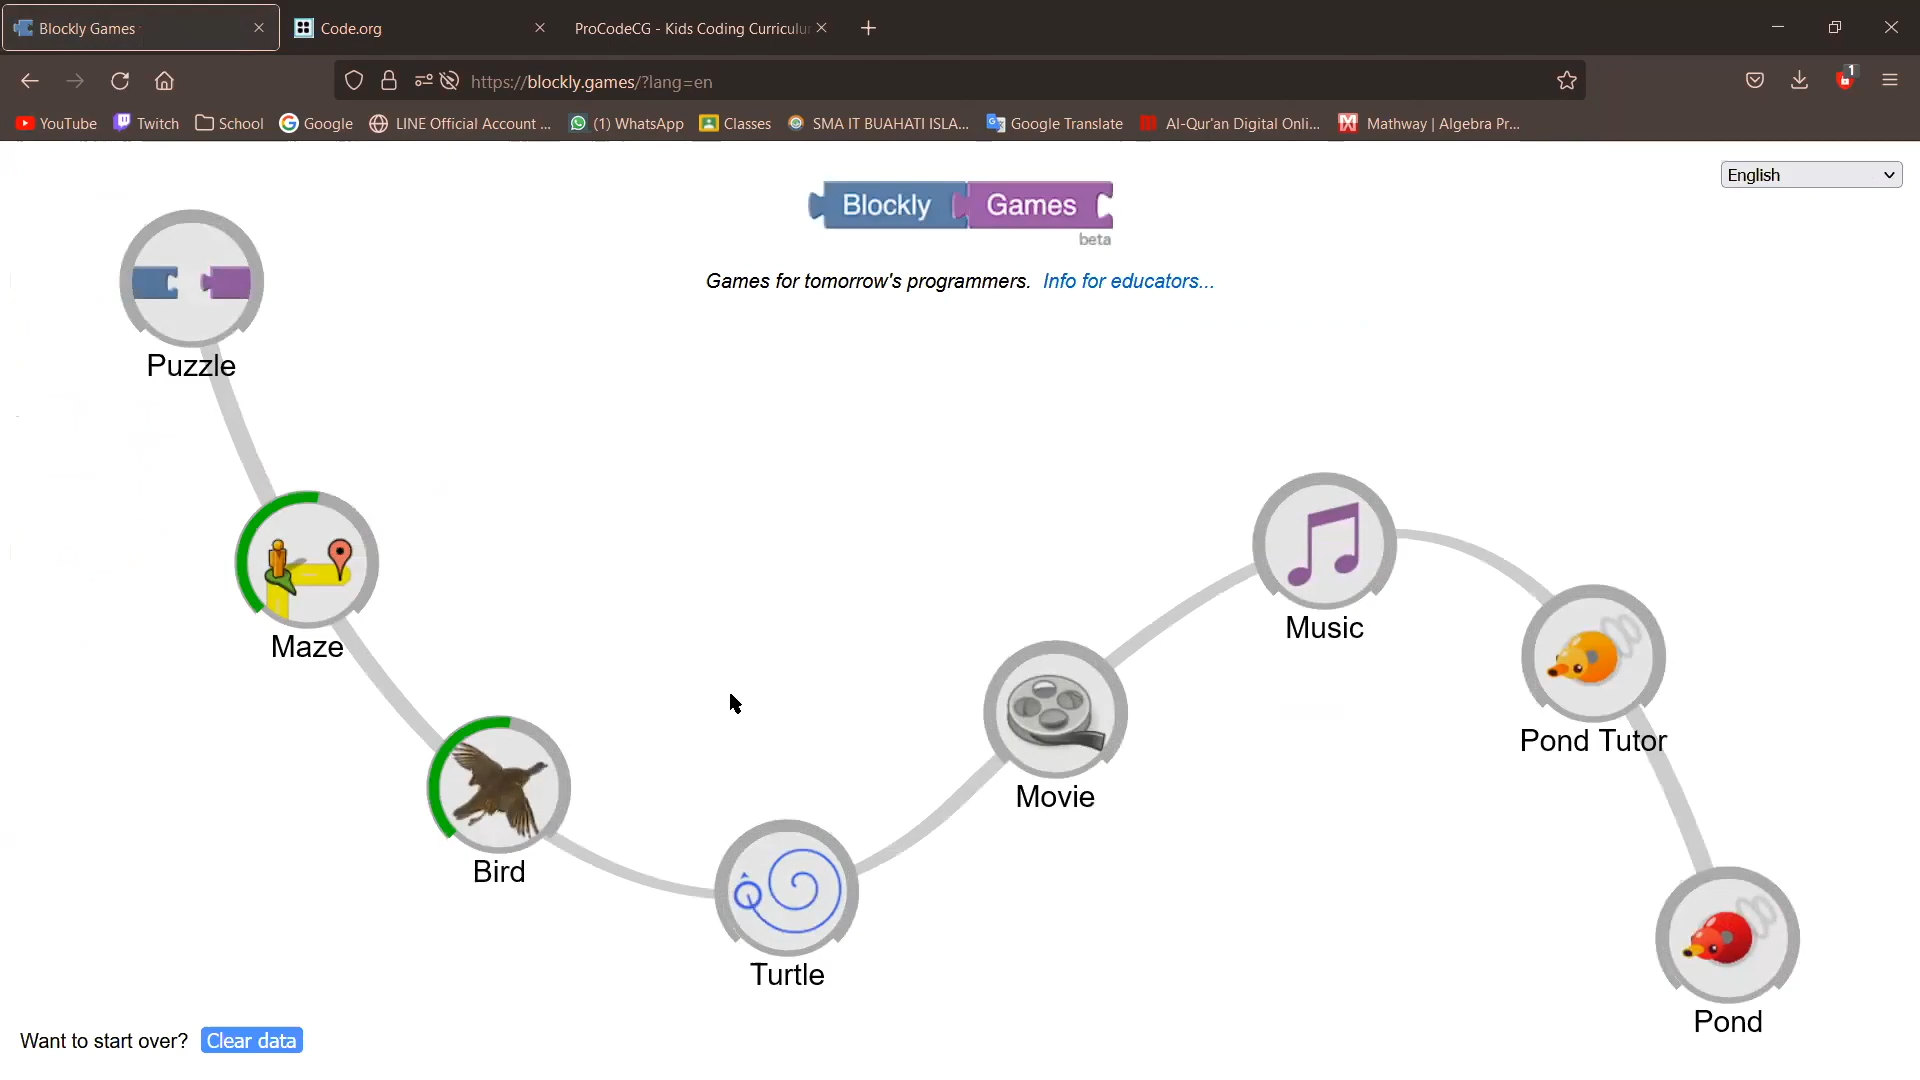 Blockly Games
Code.org
ProCodeCG - Kids Coding Curriculu
https://blockly.games/?lang=en
1
YouTube
Twitch
School
Google
LINE Official Account ...
(1) WhatsApp
Classes
SMA IT BUAHATI ISLA...
Google Translate
Al-Qur'an Digital Onli...
Mathway | Algebra Pr...
English
Blockly Games
beta
Games for tomorrow's programmers. Info for educators...
Puzzle
Maze
Bird
Turtle
Movie
Music
Pond Tutor
Pond
Want to start over? Clear data